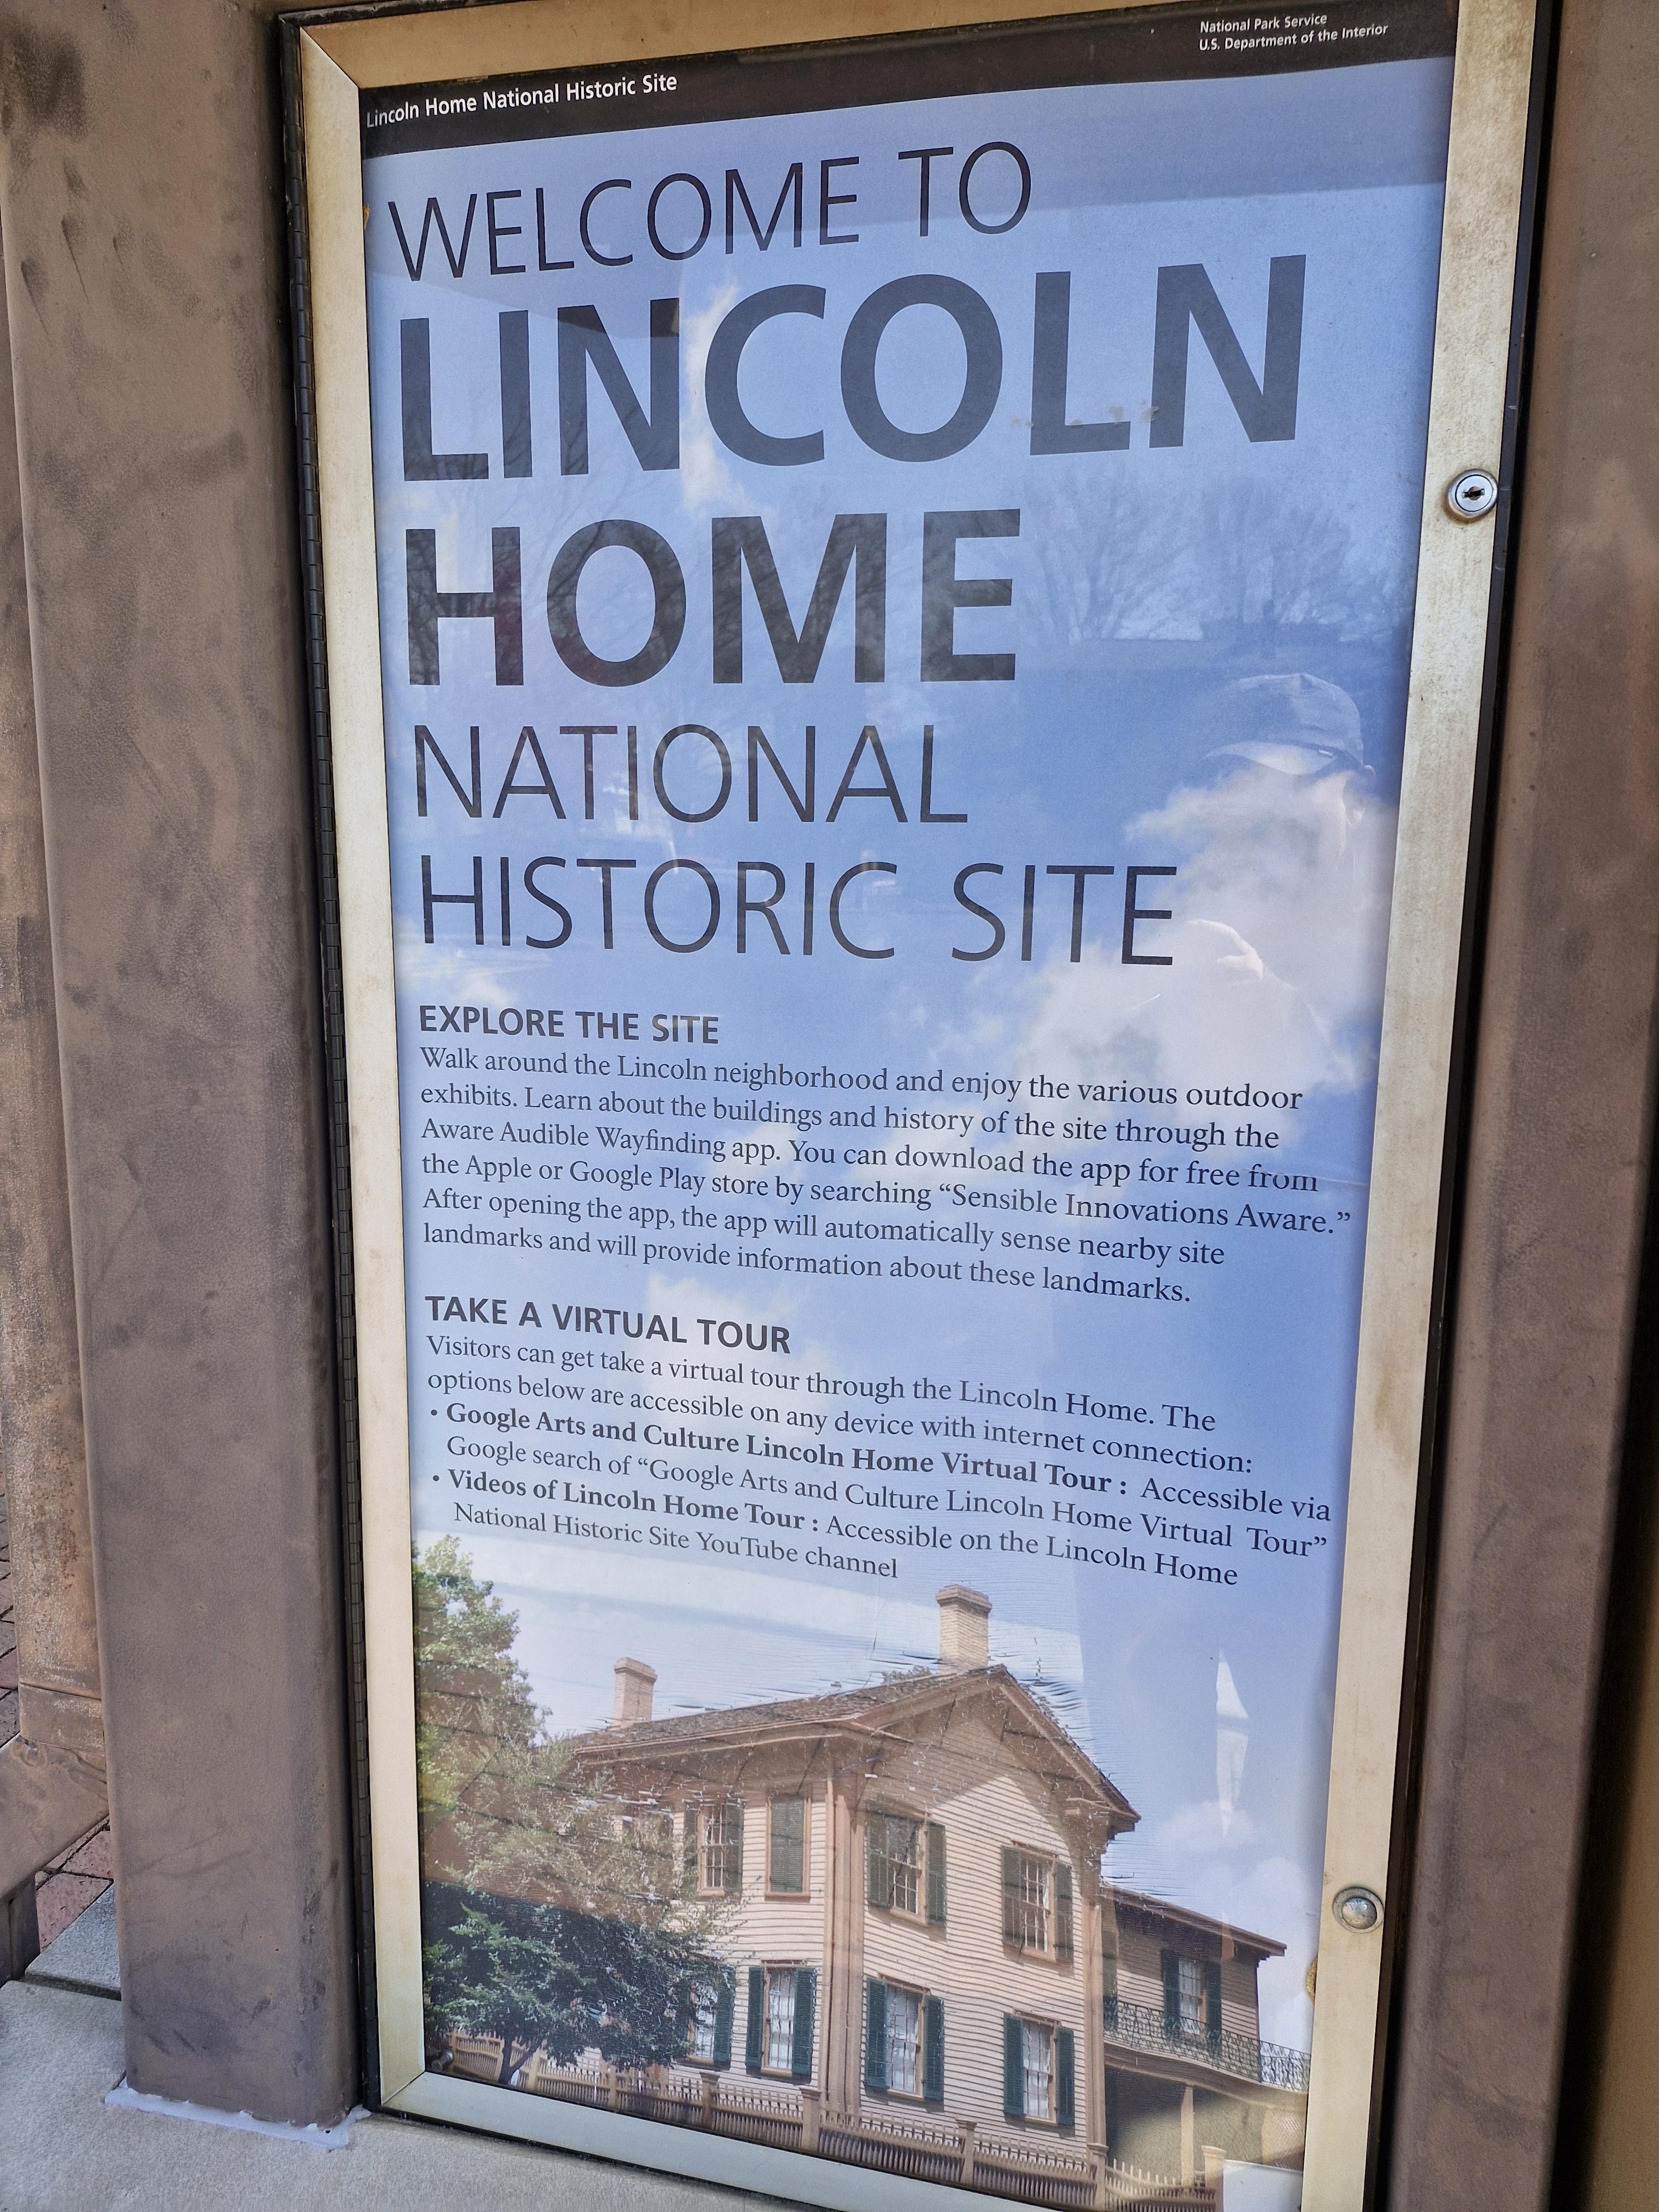 Lincoln Home National Historic Site
National Park Service
U.S. Department of the Interior
WELCOME TO
LINCOLN
HOME
NATIONAL
HISTORIC SITE
EXPLORE THE SITE
Walk around the Lincoln neighborhood and enjoy the various outdoor
exhibits. Learn about the buildings and history of the site through the
Aware Audible Wayfinding app. You can download the app for free from
the Apple or Google Play store by searching “Sensible Innovations Aware.”
After opening the app, the app will automatically sense nearby site
landmarks and will provide information about these landmarks.
TAKE A VIRTUAL TOUR
Visitors can get take a virtual tour through the Lincoln Home. The
options below are accessible on any device with internet connection:
• Google Arts and Culture Lincoln Home Virtual Tour : Accessible via
Google search of “Google Arts and Culture Lincoln Home Virtual Tour”
• Videos of Lincoln Home Tour : Accessible on the Lincoln Home
National Historic Site YouTube channel